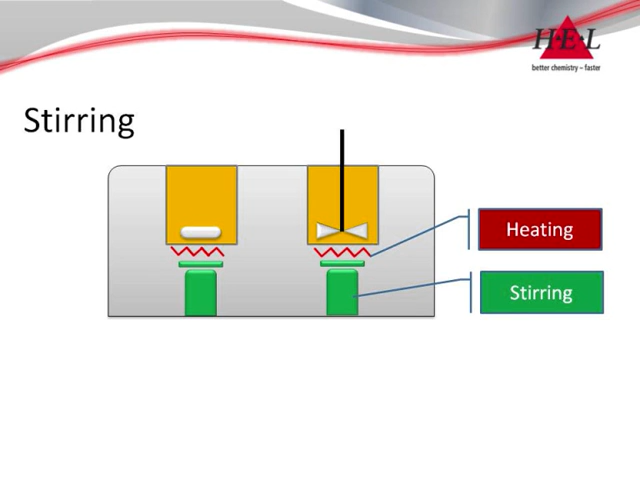 H·E·L
better chemistry – faster
Stirring
Heating
Stirring